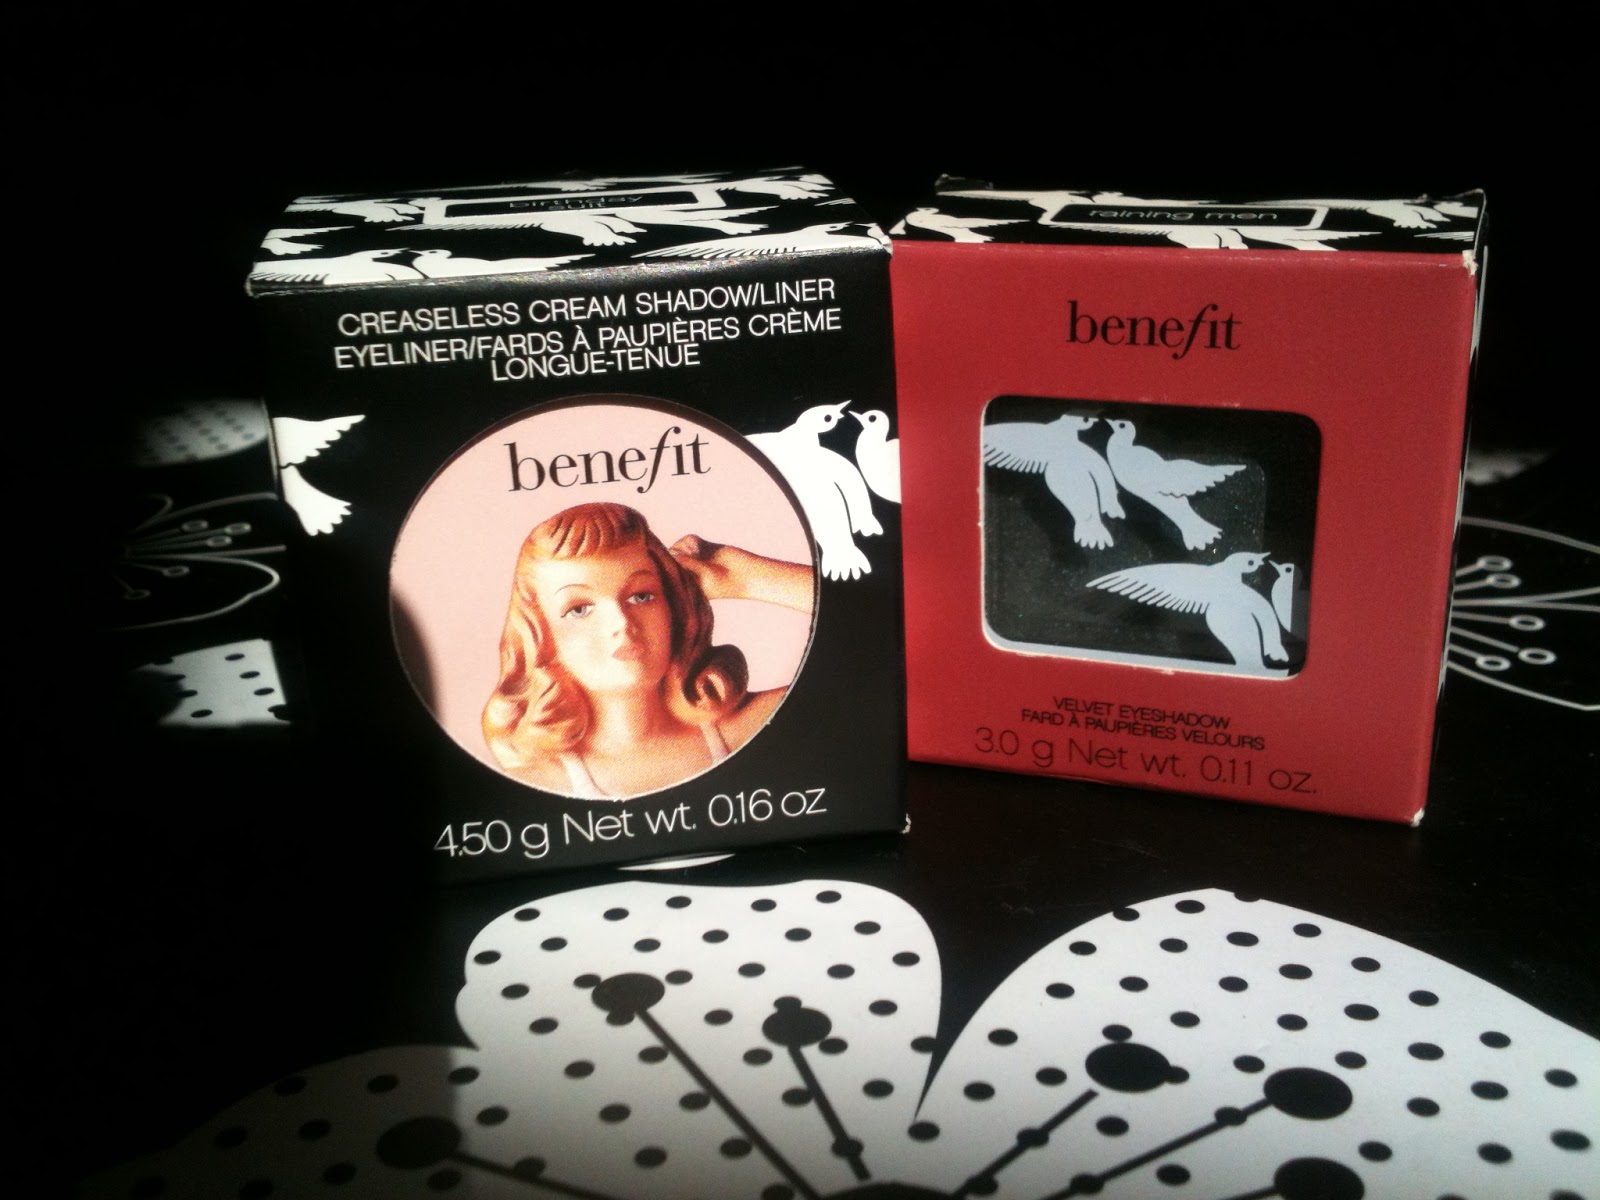 birthday
suit
CREASELESS CREAM SHADOW/LINER
EYELINER/FARDS À PAUPIÈRES CRÈME
LONGUE-TENUE
benefit
4.50 g Net wt. 0.16 oz
raining men
benefit
VELVET EYESHADOW
FARD À PAUPIÈRES VELOURS
3.0 g Net wt. 0.11 oz.